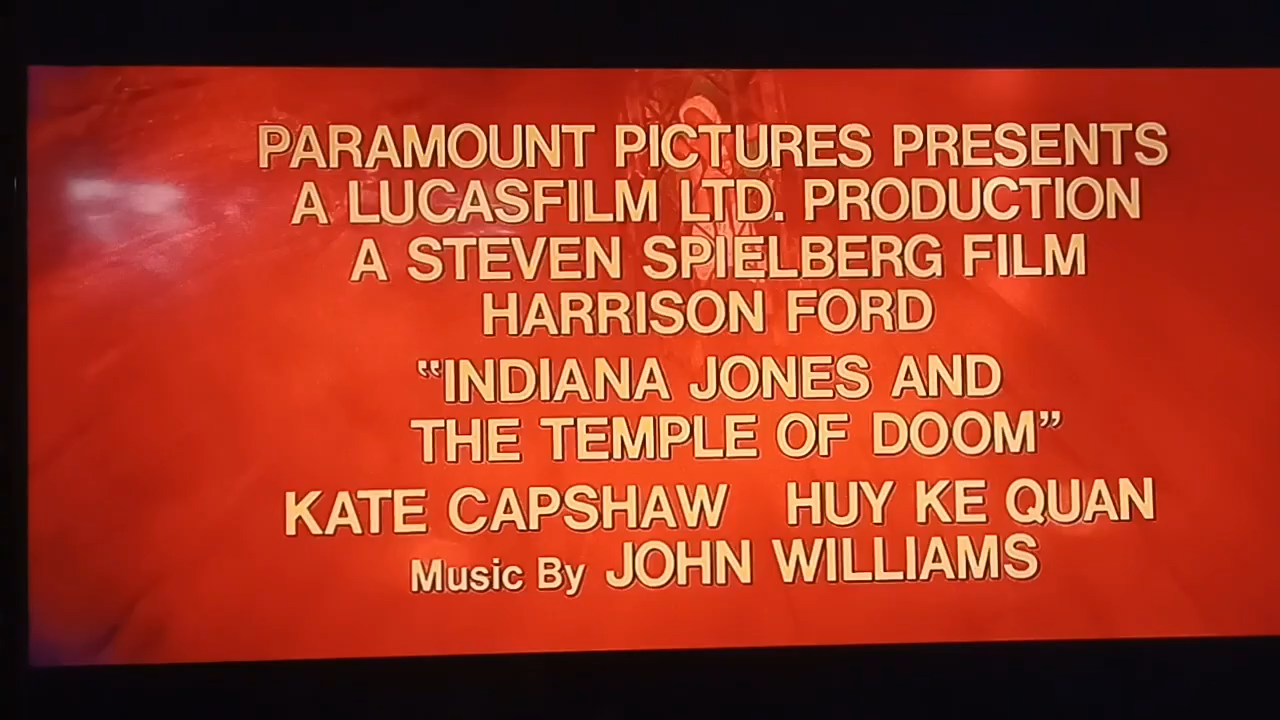 PARAMOUNT PICTURES PRESENTS
A LUCASFILM LTD. PRODUCTION
A STEVEN SPIELBERG FILM
HARRISON FORD
“INDIANA JONES AND
THE TEMPLE OF DOOM”
KATE CAPSHAW HUY KE QUAN
Music By JOHN WILLIAMS